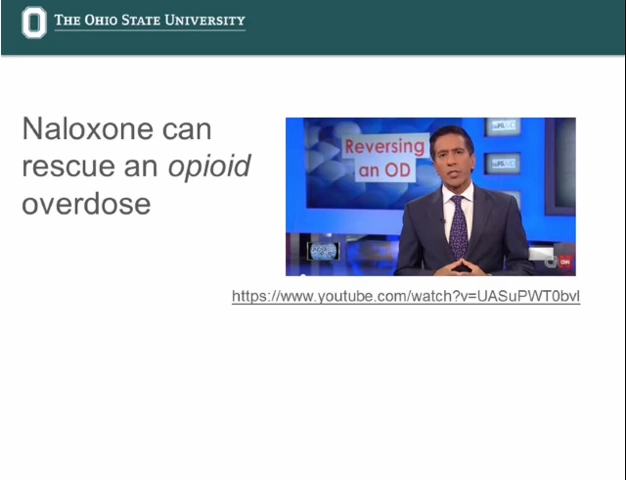 THE OHIO STATE UNIVERSITY
Naloxone can
rescue an opioid
overdose
Reversing
an OD
CNN
https://www.youtube.com/watch?v=UASuPWT0bvI